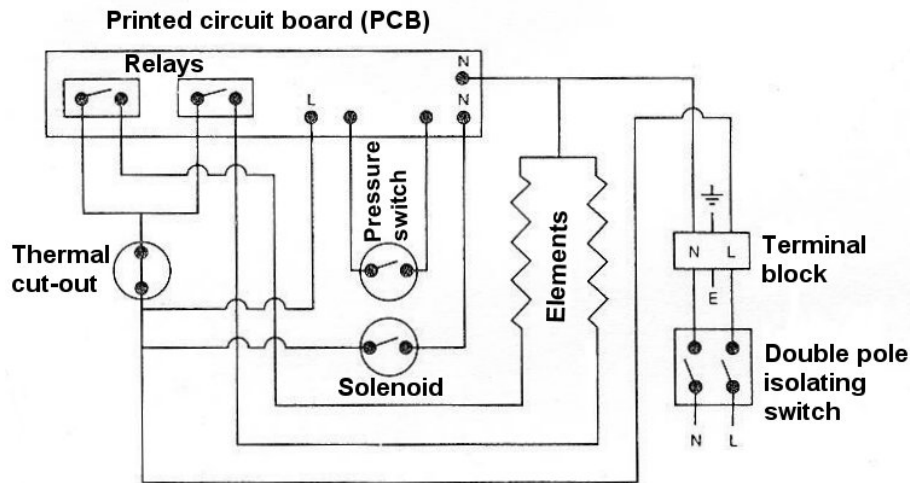 Printed circuit board (PCB)
Relays
N
L
N
Pressure
switch
Thermal
cut-out
Elements
N L
Terminal
block
E
Solenoid
Double pole
isolating
switch
N L